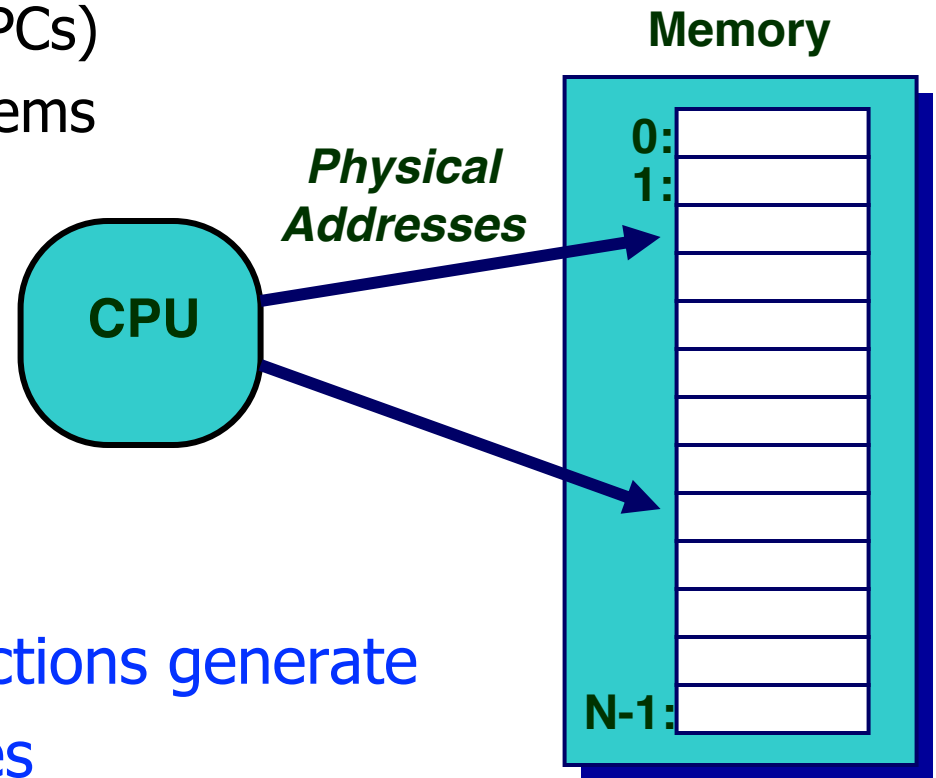 PCs)
ems
Memory
0:
1:
Physical
Addresses
CPU
ctions generate
es
N-1: